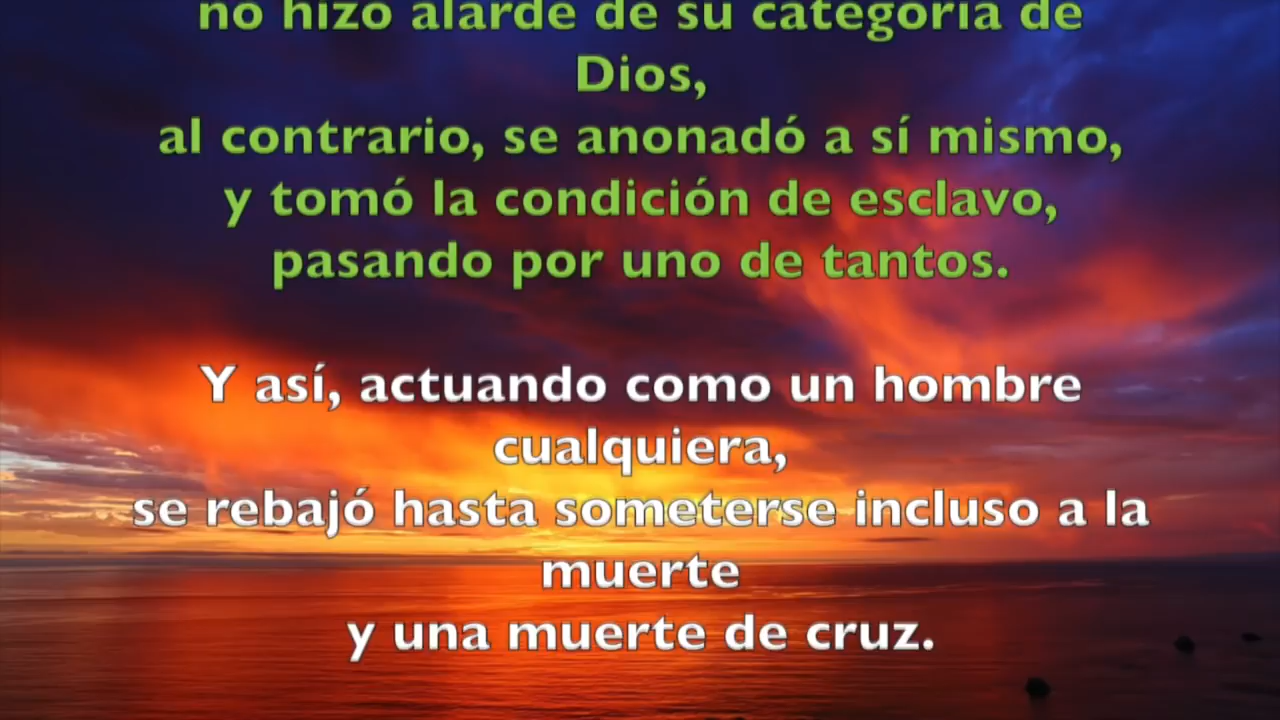 no hizo alarde de su categoría de
Dios,
al contrario, se anonadó a sí mismo,
y tomó la condición de esclavo,
pasando por uno de tantos.
Y así, actuando como un hombre
cualquiera,
se rebajó hasta someterse incluso a la
muerte
y una muerte de cruz.